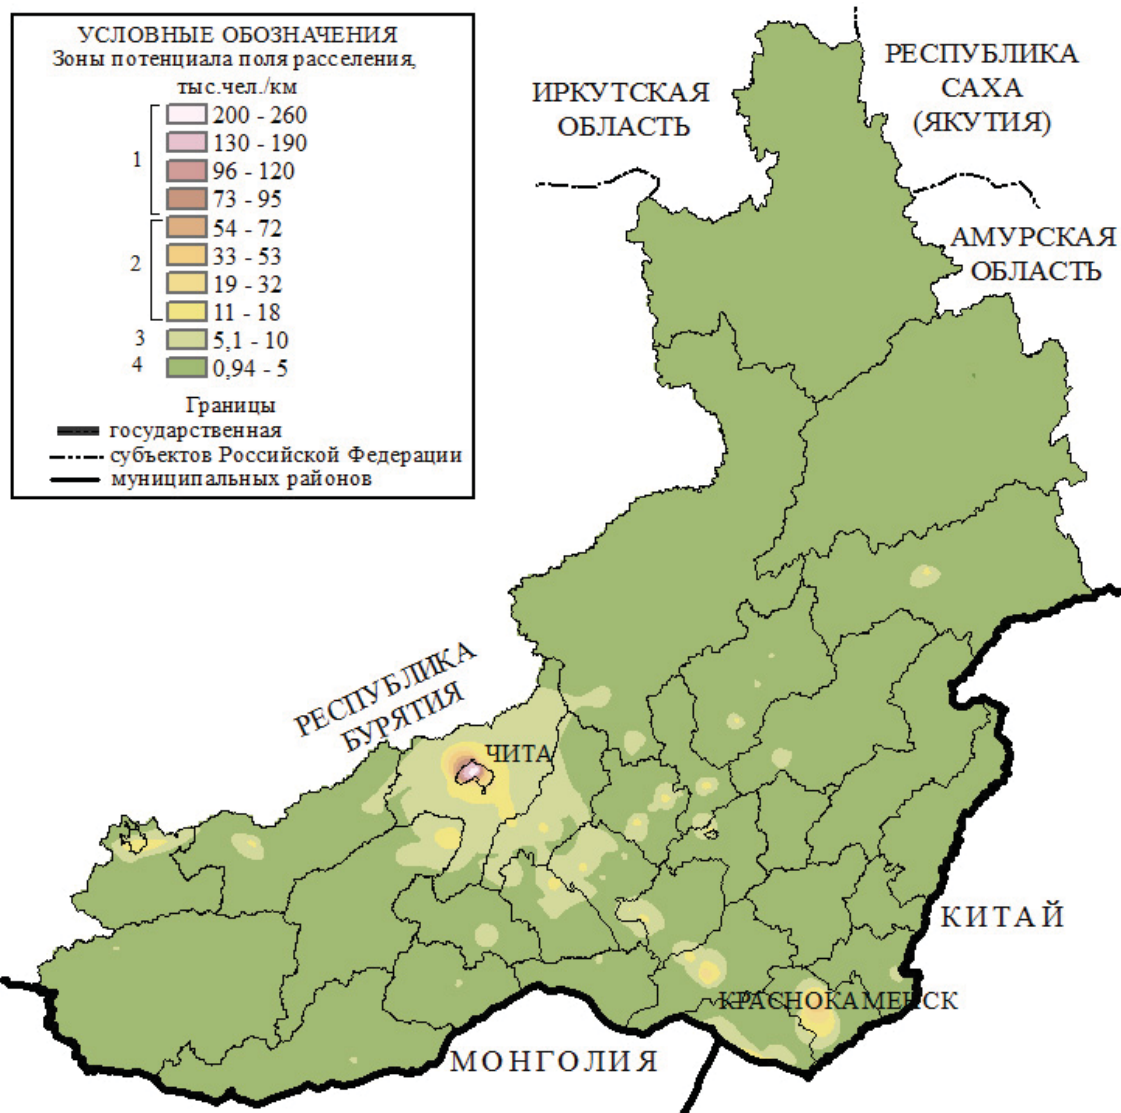 УСЛОВНЫЕ ОБОЗНАЧЕНИЯ
Зоны потенциала поля расселения,
тыс.чел./км
1
200 - 260
130 - 190
96 - 120
73 - 95
2
54 - 72
33 - 53
19 - 32
11 - 18
3 5,1 - 10
4 0,94 - 5
Границы
государственная
субъектов Российской Федерации
муниципальных районов
ИРКУТСКАЯ
ОБЛАСТЬ
РЕСПУБЛИКА
САХА
(ЯКУТИЯ)
АМУРСКАЯ
ОБЛАСТЬ
РЕСПУБЛИКА
БУРЯТИЯ
ЧИТА
КИТАЙ
КРАСНОКАМЕНСК
МОНГОЛИЯ